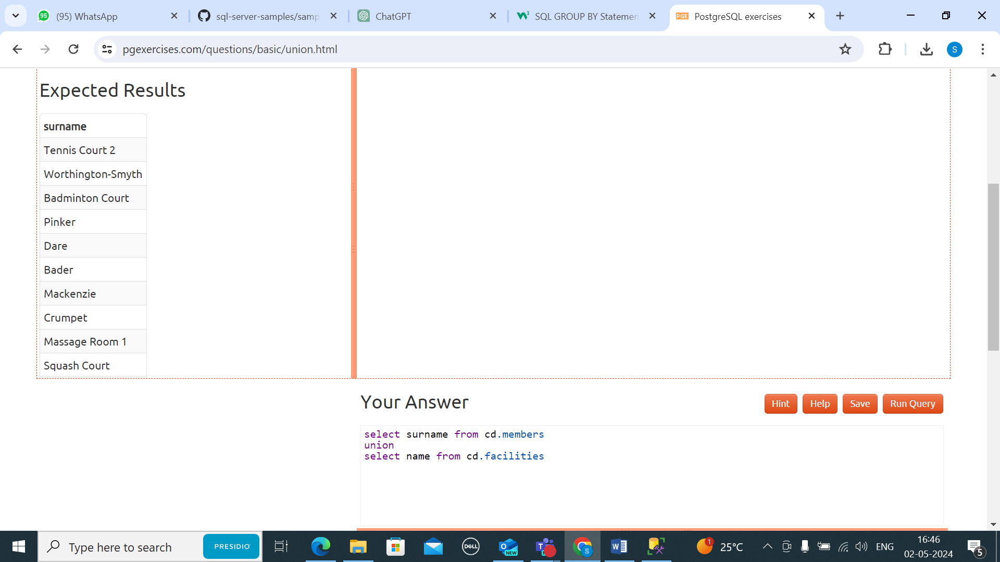 95 (95) WhatsApp
sql-server-samples/samp
ChatGPT
W3 SQL GROUP BY Statemen
PGE PostgreSQL exercises
pgexercises.com/questions/basic/union.html
S
Expected Results
surname
Tennis Court 2
Worthington-Smyth
Badminton Court
Pinker
Dare
Bader
Mackenzie
Crumpet
Massage Room 1
Squash Court
Your Answer
Hint Help Save Run Query
select surname from cd.members
union
select name from cd.facilities
Type here to search
PRESIDIO
DELL
O NEW
T
S
W
1
25°C
ENG
16:46
02-05-2024
5